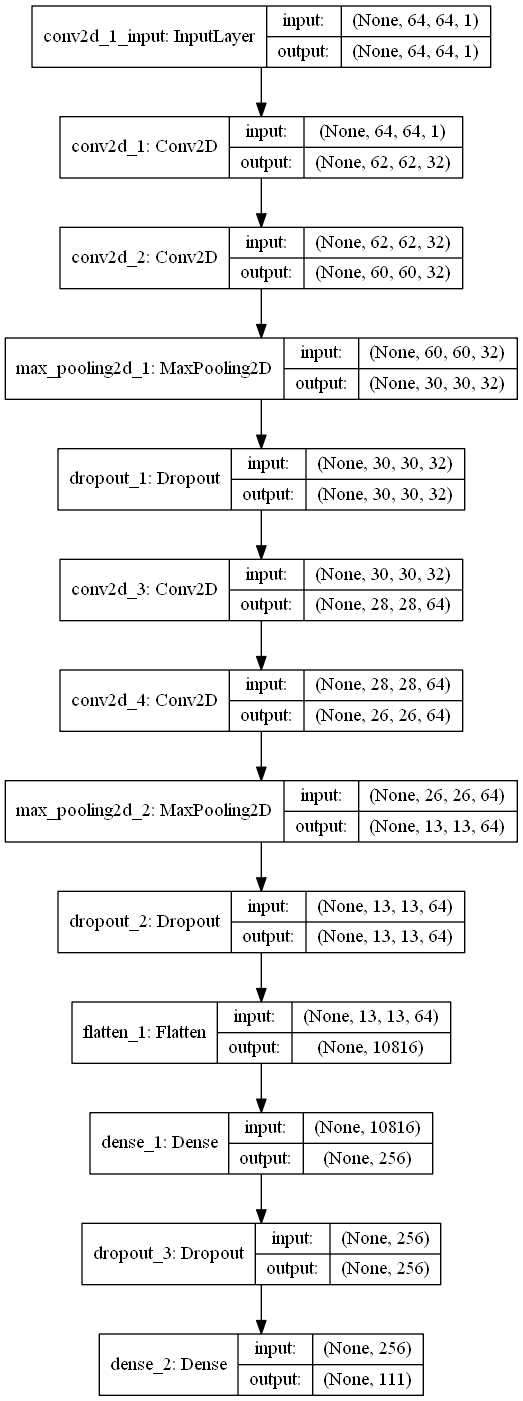 conv2d_1_input: InputLayer
input: (None, 64, 64, 1)
output: (None, 64, 64, 1)
conv2d_1: Conv2D
input: (None, 64, 64, 1)
output: (None, 62, 62, 32)
conv2d_2: Conv2D
input: (None, 62, 62, 32)
output: (None, 60, 60, 32)
max_pooling2d_1: MaxPooling2D
input: (None, 60, 60, 32)
output: (None, 30, 30, 32)
dropout_1: Dropout
input: (None, 30, 30, 32)
output: (None, 30, 30, 32)
conv2d_3: Conv2D
input: (None, 30, 30, 32)
output: (None, 28, 28, 64)
conv2d_4: Conv2D
input: (None, 28, 28, 64)
output: (None, 26, 26, 64)
max_pooling2d_2: MaxPooling2D
input: (None, 26, 26, 64)
output: (None, 13, 13, 64)
dropout_2: Dropout
input: (None, 13, 13, 64)
output: (None, 13, 13, 64)
flatten_1: Flatten
input: (None, 13, 13, 64)
output: (None, 10816)
dense_1: Dense
input: (None, 10816)
output: (None, 256)
dropout_3: Dropout
input: (None, 256)
output: (None, 256)
dense_2: Dense
input: (None, 256)
output: (None, 111)